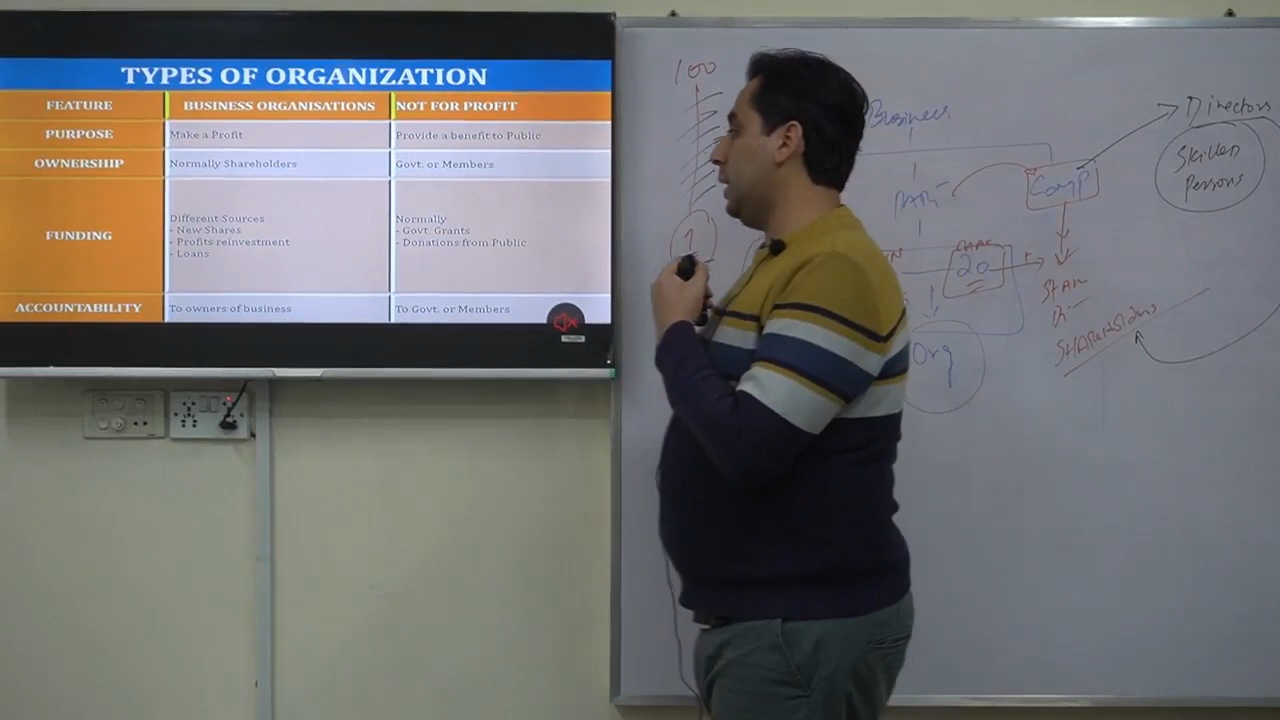 TYPES OF ORGANIZATION
FEATURE BUSINESS ORGANISATIONS NOT FOR PROFIT
PURPOSE Make a Profit Provide a benefit to Public
OWNERSHIP Normally Shareholders Govt. or Members
FUNDING
Different Sources
- New Shares
- Profits reinvestment
- Loans
Normally
- Govt. Grants
- Donations from Public
ACCOUNTABILITY To owners of business To Govt. or Members
100
Business
Directors
Skilled
Persons
Comp
20
Org